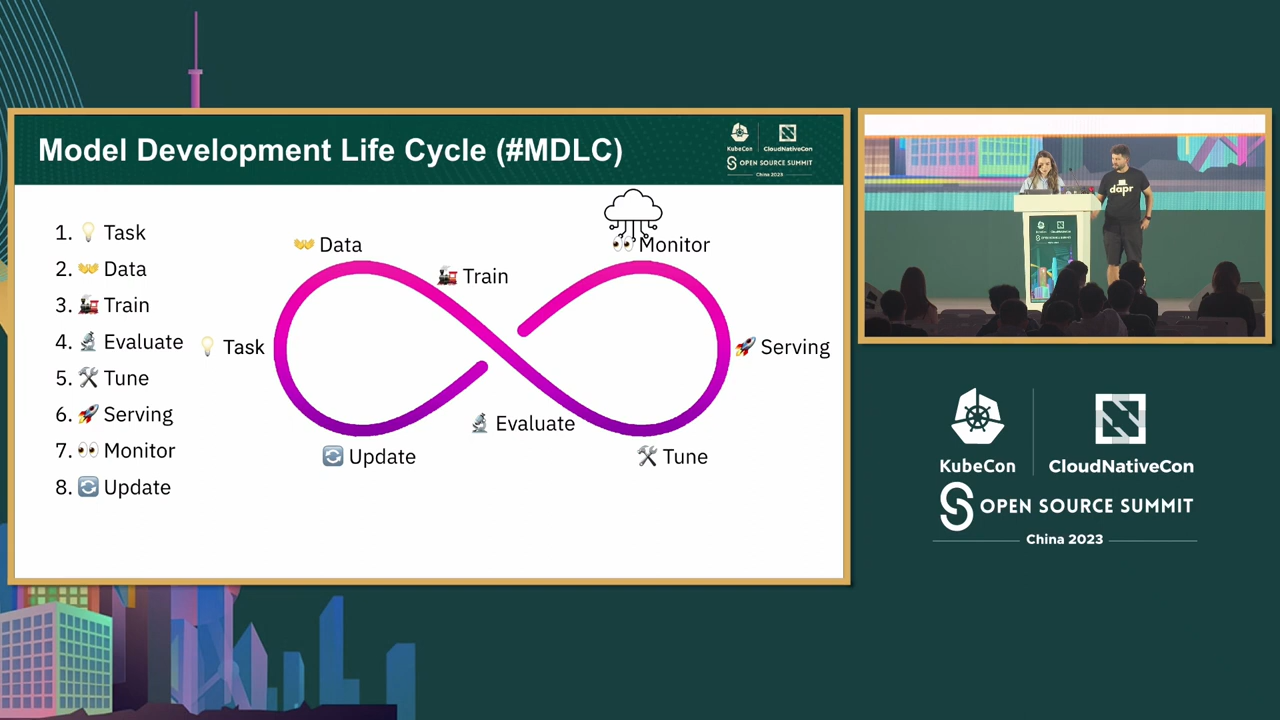 Model Development Life Cycle (#MDLC)
KubeCon
CloudNativeCon
OPEN SOURCE SUMMIT
China 2023
1. Task
2. Data
3. Train
4. Evaluate
5. Tune
6. Serving
7. Monitor
8. Update
Data
Monitor
Train
Task
Serving
Evaluate
Update
Tune
dapr
KubeCon
CloudNativeCon
OPEN SOURCE SUMMIT
China 2023